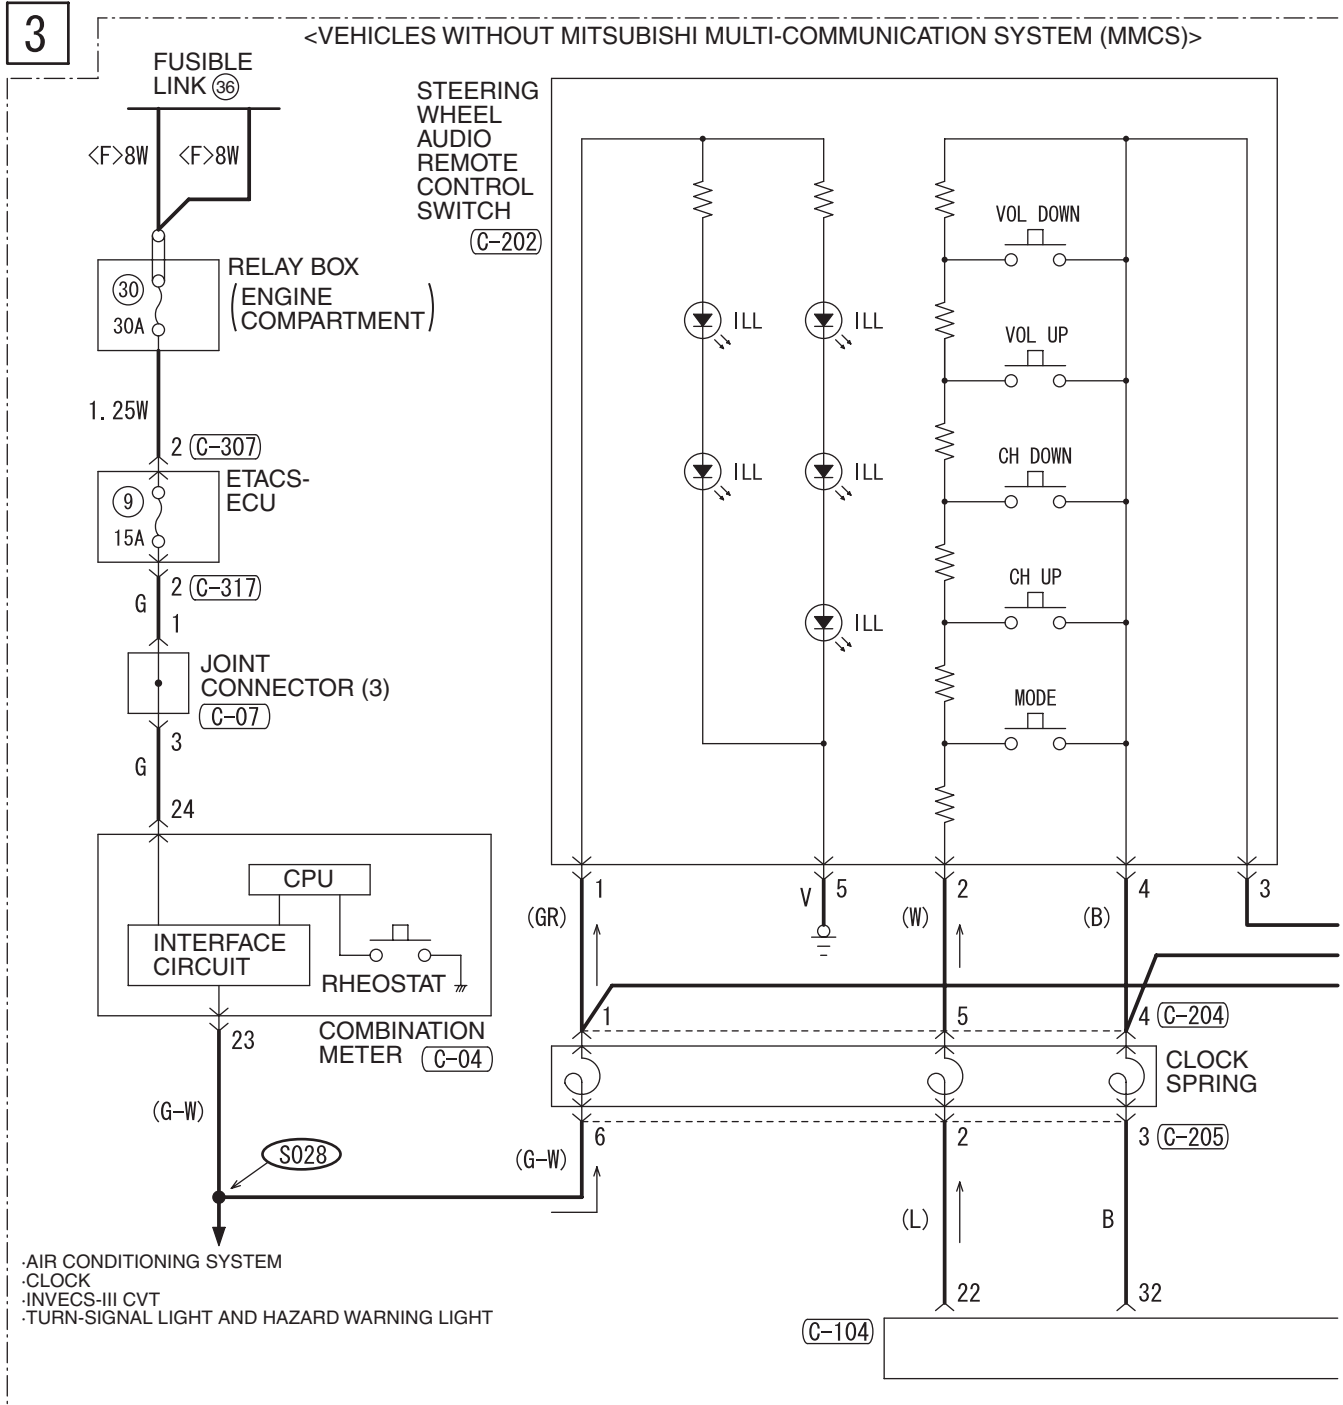 3
<VEHICLES WITHOUT MITSUBISHI MULTI-COMMUNICATION SYSTEM (MMCS)>
FUSIBLE
LINK 36
<F>8W
<F>8W
30
30A
RELAY BOX
(ENGINE
COMPARTMENT)
1.25W
2 C-307
ETACS-
ECU
9
15A
2 C-317
G
1
JOINT
CONNECTOR (3)
C-07
3
G
24
CPU
INTERFACE
CIRCUIT
RHEOSTAT
COMBINATION
METER C-04
23
(G-W)
S028
·AIR CONDITIONING SYSTEM
·CLOCK
·INVECS-III CVT
·TURN-SIGNAL LIGHT AND HAZARD WARNING LIGHT
STEERING
WHEEL
AUDIO
REMOTE
CONTROL
SWITCH
C-202
ILL
ILL
ILL
ILL
ILL
VOL DOWN
VOL UP
CH DOWN
CH UP
MODE
1
V
5
2
4
3
(GR)
(W)
(B)
1
5
4 C-204
CLOCK
SPRING
6
2
3 C-205
(G-W)
(L)
B
22
32
C-104